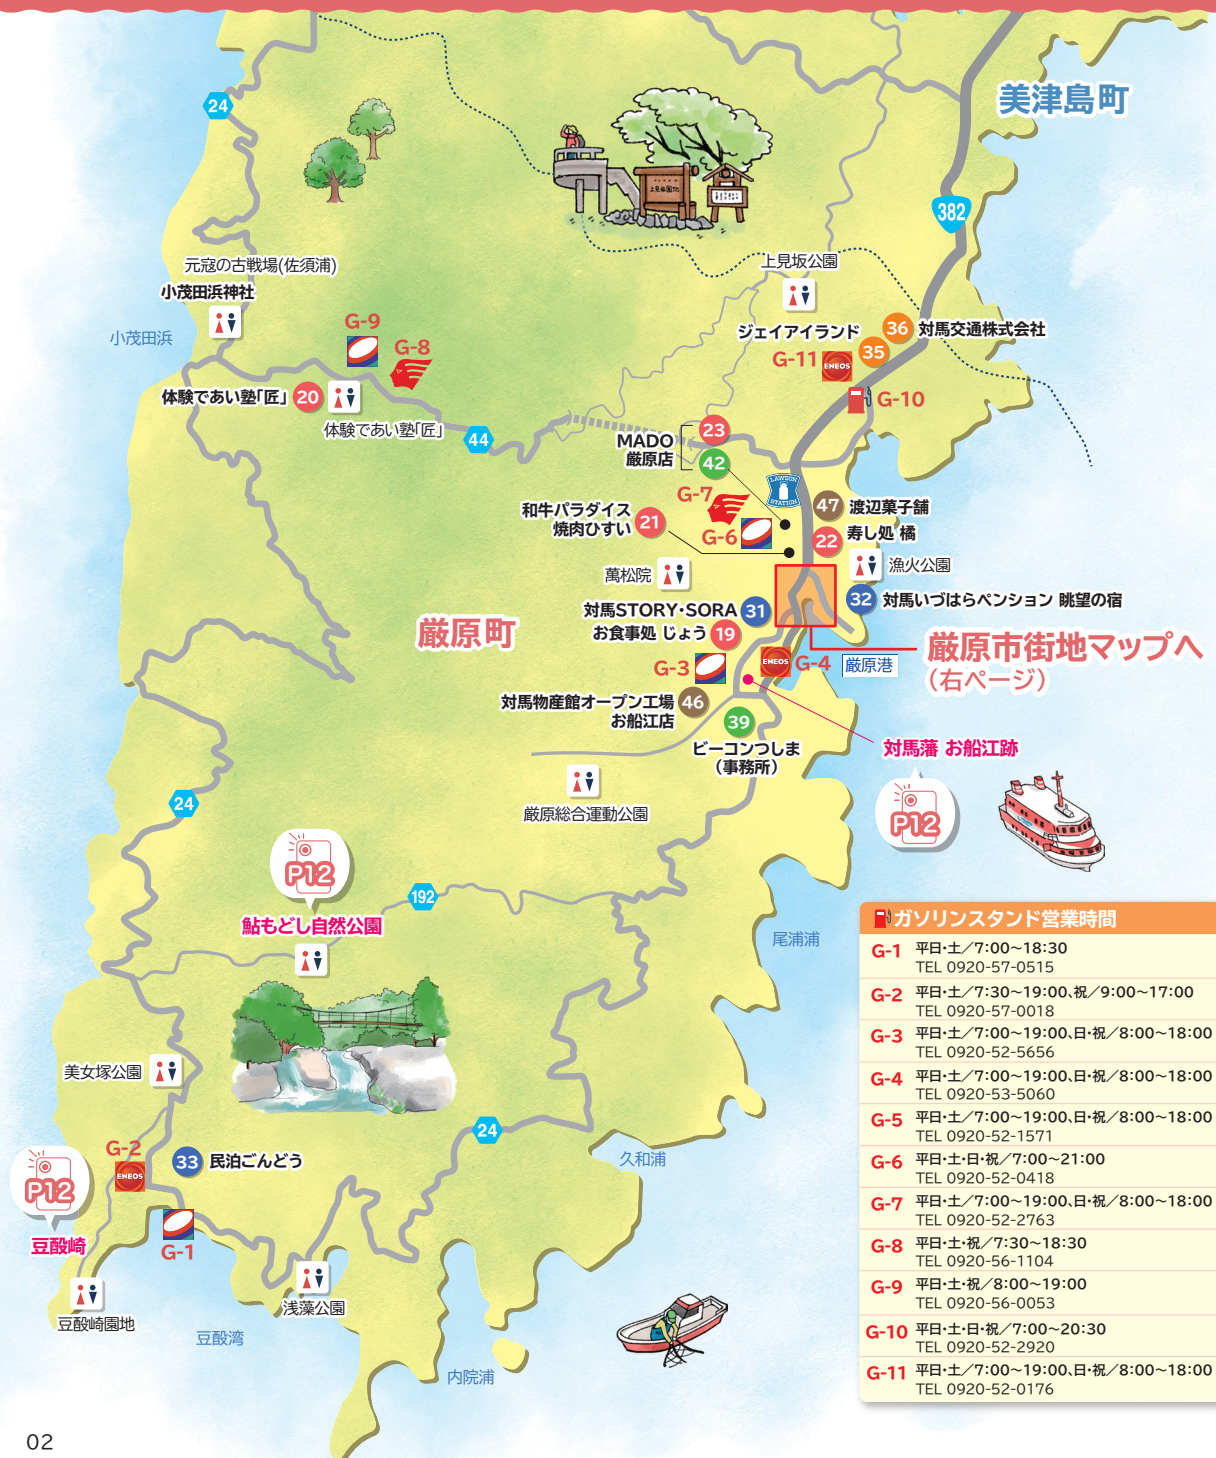 24
美津島町
上見坂園地
382
元寇の古戦場(佐須浦)
小茂田浜神社
小茂田浜
上見坂公園
G-9
G-8
ジェイアイランド
36 対馬交通株式会社
35
G-11
ENEOS
G-10
体験であい塾「匠」 20
体験であい塾「匠」
44
MADO
厳原店
23
42
LAWSON
STATION
G-7
G-6
和牛パラダイス
焼肉ひすい
21
47 渡辺菓子舗
22 寿し処 橘
漁火公園
萬松院
対馬STORY・SORA 31
32 対馬いづはらペンション 眺望の宿
お食事処 じょう 19
厳原町
厳原市街地マップへ
(右ページ)
G-3
ENEOS
G-4
厳原港
対馬物産館オープン工場
お船江店
46
39
ビーコンつしま
(事務所)
対馬藩 お船江跡
P12
厳原総合運動公園
24
P12
鮎もどし自然公園
192
尾浦浦
美女塚公園
24
久和浦
G-2
ENEOS
33 民泊ごんどう
P12
豆酘崎
G-1
豆酘崎園地
浅藻公園
豆酘湾
内院浦
ガソリンスタンド営業時間
G-1 平日・土／7:00〜18:30
TEL 0920-57-0515
G-2 平日・土／7:30〜19:00、祝／9:00〜17:00
TEL 0920-57-0018
G-3 平日・土／7:00〜19:00、日・祝／8:00〜18:00
TEL 0920-52-5656
G-4 平日・土／7:00〜19:00、日・祝／8:00〜18:00
TEL 0920-53-5060
G-5 平日・土／7:00〜19:00、日・祝／8:00〜18:00
TEL 0920-52-1571
G-6 平日・土・日・祝／7:00〜21:00
TEL 0920-52-0418
G-7 平日・土／7:00〜19:00、日・祝／8:00〜18:00
TEL 0920-52-2763
G-8 平日・土・祝／7:30〜18:30
TEL 0920-56-1104
G-9 平日・土・祝／8:00〜19:00
TEL 0920-56-0053
G-10 平日・土・日・祝／7:00〜20:30
TEL 0920-52-2920
G-11 平日・土／7:00〜19:00、日・祝／8:00〜18:00
TEL 0920-52-0176
02